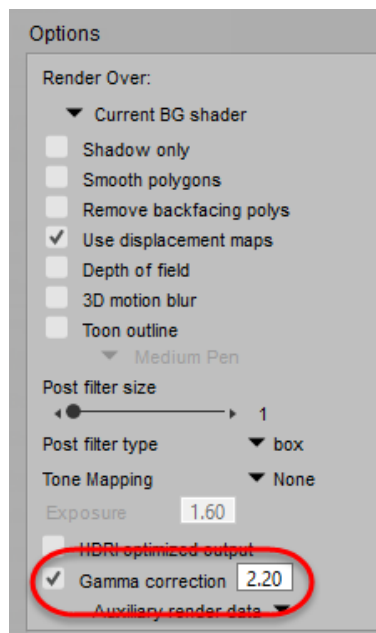 Options
Render Over:
Current BG shader
Shadow only
Smooth polygons
Remove backfacing polys
Use displacement maps
Depth of field
3D motion blur
Toon outline
Medium Pen
Post filter size
1
Post filter type box
Tone Mapping None
Exposure 1.60
HDRI optimized output
Gamma correction 2.20
Auxiliary render data